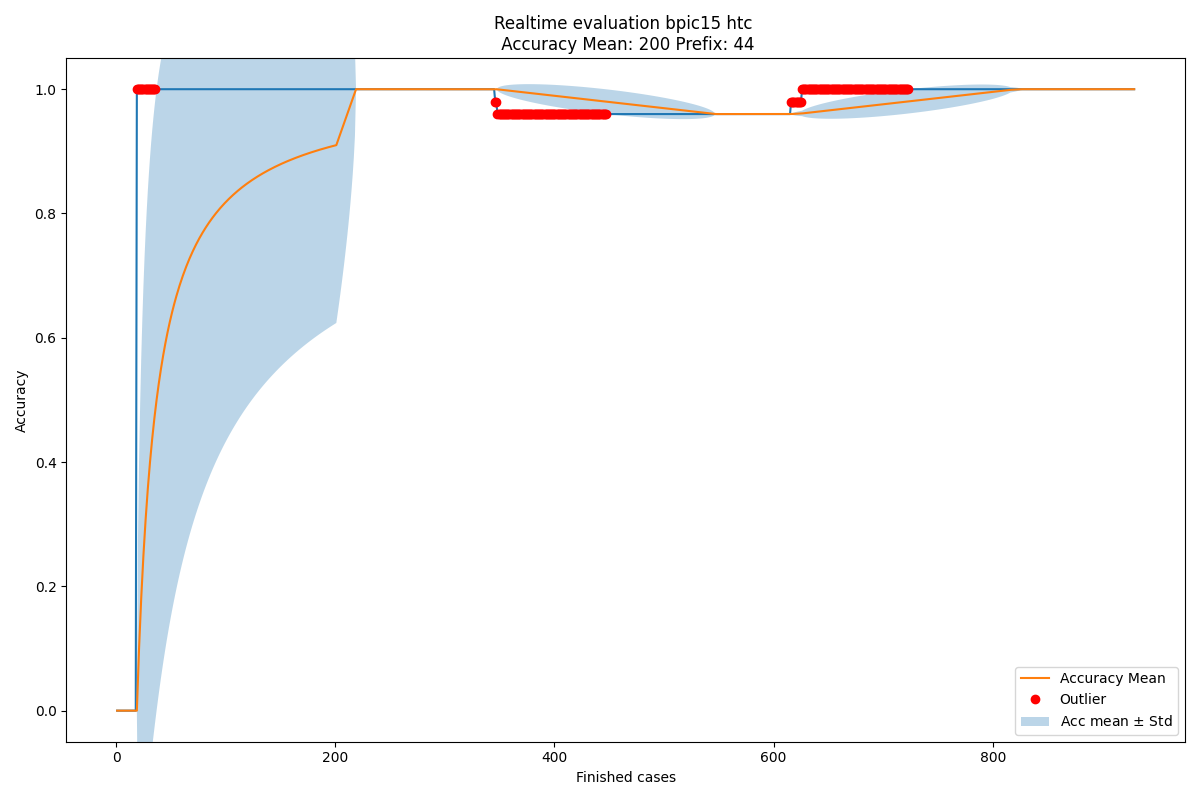 Realtime evaluation bpic15 htc
Accuracy Mean: 200 Prefix: 44
1.0
0.8
0.6
0.4
0.2
0.0
Accuracy
0
200
400
600
800
Finished cases
Accuracy Mean
Outlier
Acc mean ± Std